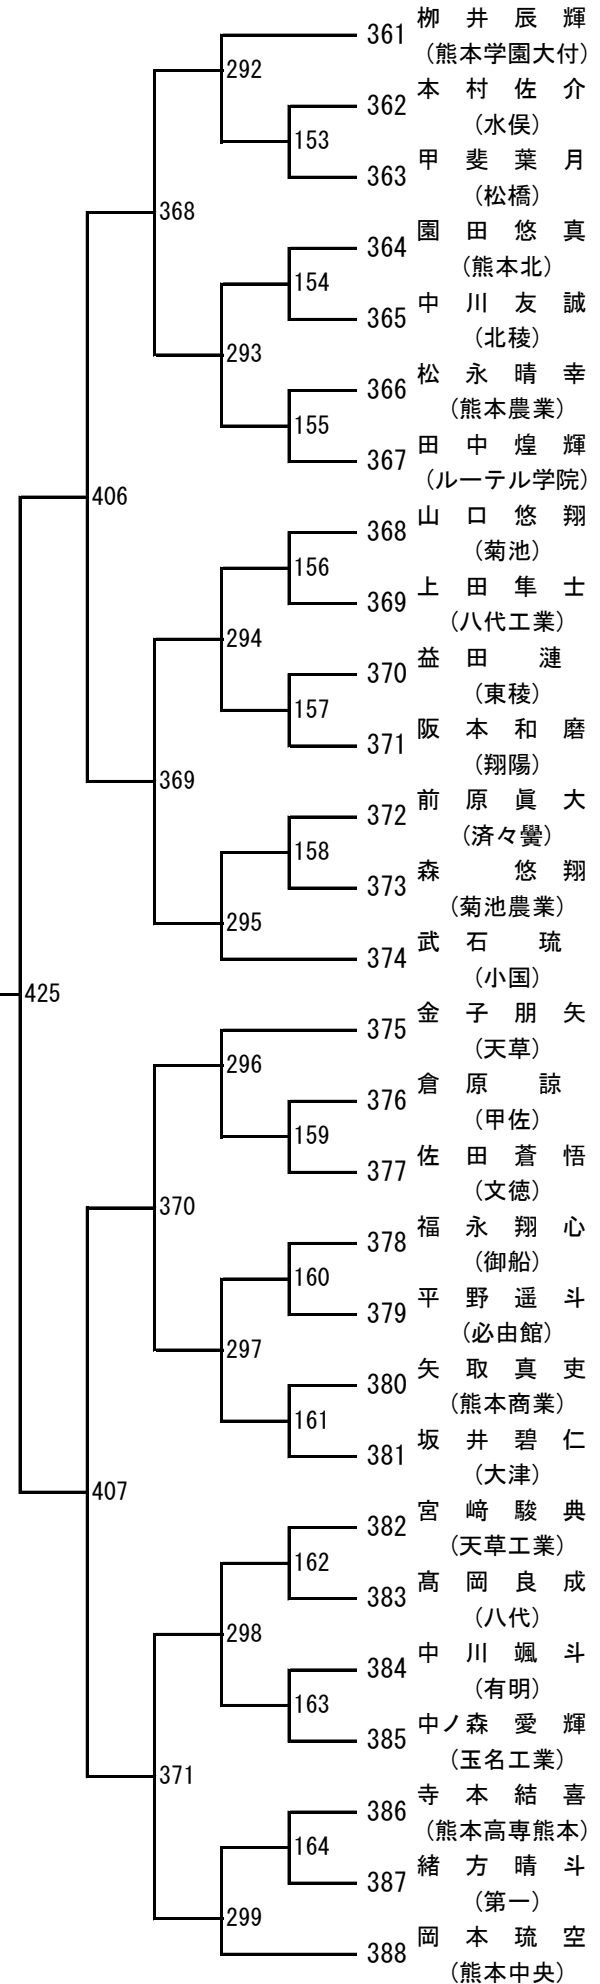 361 栁井辰輝
292 (熊本学園大付)
362 本村佐介
153 (水俣)
363 甲斐葉月
(松橋)
368
364 園田悠真
154 (熊本北)
365 中川友誠
(北稜)
293
366 松永晴幸
155 (熊本農業)
367 田中煌輝
(ルーテル学院)
406
368 山口悠翔
156 (菊池)
369 上田隼士
(八代工業)
294
370 益田漣
157 (東稜)
371 阪本和磨
(翔陽)
369
372 前原眞大
158 (済々黌)
373 森悠翔
(菊池農業)
295
374 武石琉
(小国)
425
375 金子朋矢
296 (天草)
376 倉原諒
159 (甲佐)
377 佐田蒼悟
(文徳)
370
378 福永翔心
160 (御船)
379 平野遥斗
(必由館)
297
380 矢取真吏
161 (熊本商業)
381 坂井碧仁
(大津)
407
382 宮﨑駿典
162 (天草工業)
383 髙岡良成
(八代)
298
384 中川颯斗
163 (有明)
385 中ノ森愛輝
(玉名工業)
371
386 寺本結喜
164 (熊本高専熊本)
387 緒方晴斗
(第一)
299
388 岡本琉空
(熊本中央)